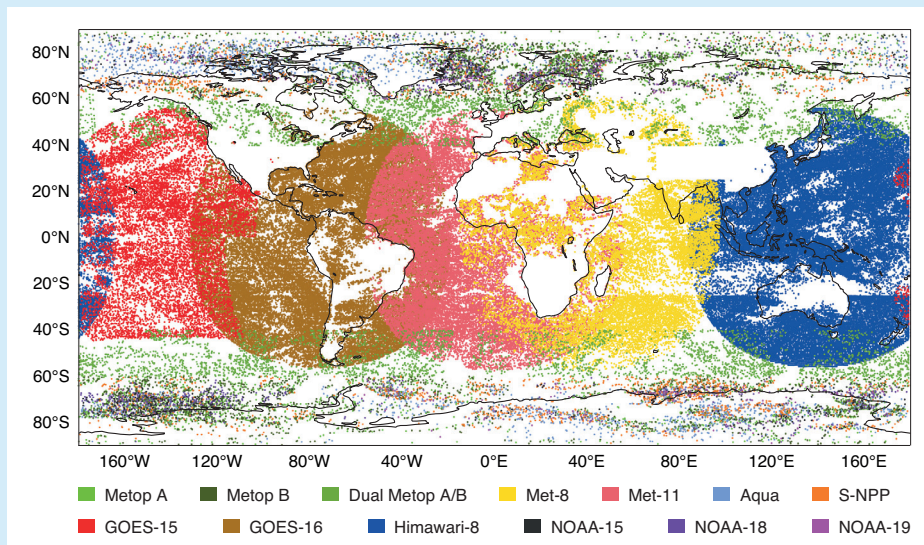 80°N
60°N
40°N
20°N
0°N
20°S
40°S
60°S
80°S
160°W 120°W 80°W 40°W 0°E 40°E 80°E 120°E 160°E
Metop A Metop B Dual Metop A/B Met-8 Met-11 Aqua S-NPP
GOES-15 GOES-16 Himawari-8 NOAA-15 NOAA-18 NOAA-19